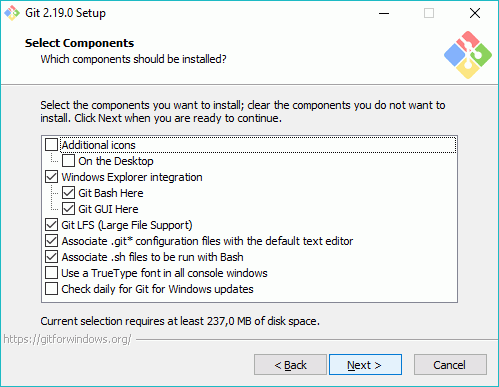 Git 2.19.0 Setup
Select Components
Which components should be installed?
Select the components you want to install; clear the components you do not want to
install. Click Next when you are ready to continue.
Additional icons
On the Desktop
Windows Explorer integration
Git Bash Here
Git GUI Here
Git LFS (Large File Support)
Associate .git* configuration files with the default text editor
Associate .sh files to be run with Bash
Use a TrueType font in all console windows
Check daily for Git for Windows updates
Current selection requires at least 237,0 MB of disk space.
https://gitforwindows.org/
< Back
Next >
Cancel